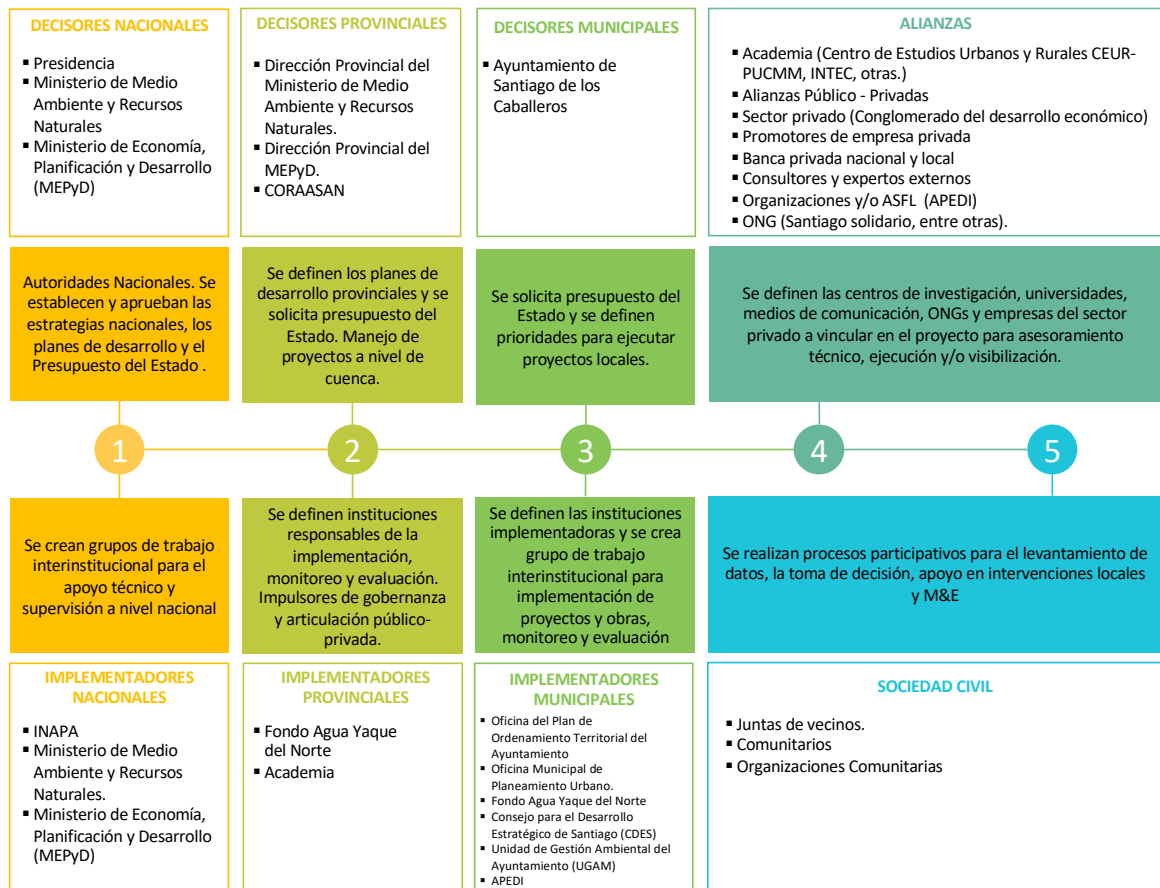 DECISORES NACIONALES
▪ Presidencia
▪ Ministerio de Medio
Ambiente y Recursos
Naturales
▪ Ministerio de Economía,
Planificación y Desarrollo
(MEPyD)
DECISORES PROVINCIALES
▪ Dirección Provincial del
Ministerio de Medio
Ambiente y Recursos
Naturales.
▪ Dirección Provincial del
MEPyD.
▪ CORAASAN
DECISORES MUNICIPALES
▪ Ayuntamiento de
Santiago de los
Caballeros
ALIANZAS
▪ Academia (Centro de Estudios Urbanos y Rurales CEUR-
PUCMM, INTEC, otras.)
▪ Alianzas Público - Privadas
▪ Sector privado (Conglomerado del desarrollo económico)
▪ Promotores de empresa privada
▪ Banca privada nacional y local
▪ Consultores y expertos externos
▪ Organizaciones y/o ASFL (APEDI)
▪ ONG (Santiago solidario, entre otras).
Autoridades Nacionales. Se
establecen y aprueban las
estrategias nacionales, los
planes de desarrollo y el
Presupuesto del Estado .
Se definen los planes de
desarrollo provinciales y se
solicita presupuesto del
Estado. Manejo de
proyectos a nivel de
cuenca.
Se solicita presupuesto del
Estado y se definen
prioridades para ejecutar
proyectos locales.
Se definen las centros de investigación, universidades,
medios de comunicación, ONGs y empresas del sector
privado a vincular en el proyecto para asesoramiento
técnico, ejecución y/o visibilización.
1
2
3
4
5
Se crean grupos de trabajo
interinstitucional para el
apoyo técnico y
supervisión a nivel nacional
Se definen instituciones
responsables de la
implementación,
monitoreo y evaluación.
Impulsores de gobernanza
y articulación público-
privada.
Se definen las instituciones
implementadoras y se crea
grupo de trabajo
interinstitucional para
implementación de
proyectos y obras,
monitoreo y evaluación
Se realizan procesos participativos para el levantamiento de
datos, la toma de decisión, apoyo en intervenciones locales
y M&E
IMPLEMENTADORES
NACIONALES
▪ INAPA
▪ Ministerio de Medio
Ambiente y Recursos
Naturales.
▪ Ministerio de Economía,
Planificación y Desarrollo
(MEPyD)
IMPLEMENTADORES
PROVINCIALES
▪ Fondo Agua Yaque
del Norte
▪ Academia
IMPLEMENTADORES
MUNICIPALES
▪ Oficina del Plan de
Ordenamiento Territorial del
Ayuntamiento
▪ Oficina Municipal de
Planeamiento Urbano.
▪ Fondo Agua Yaque del Norte
▪ Consejo para el Desarrollo
Estratégico de Santiago (CDES)
▪ Unidad de Gestión Ambiental del
Ayuntamiento (UGAM)
▪ APEDI
SOCIEDAD CIVIL
▪ Juntas de vecinos.
▪ Comunitarios
▪ Organizaciones Comunitarias